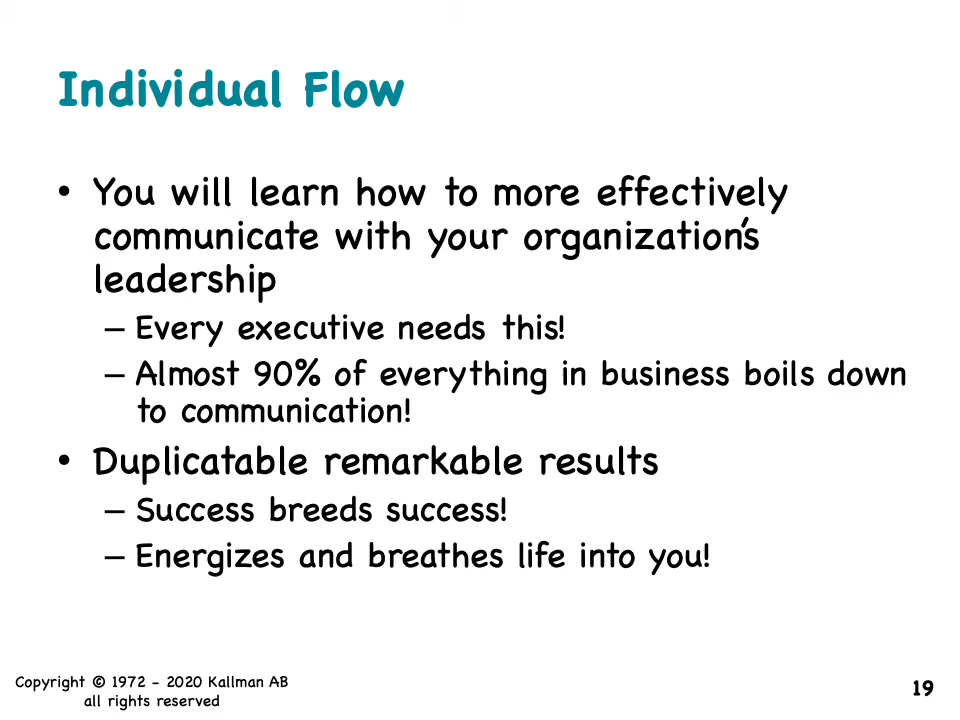 Individual Flow
• You will learn how to more effectively
communicate with your organization's
leadership
– Every executive needs this!
– Almost 90% of everything in business boils down
to communication!
• Duplicatable remarkable results
– Success breeds success!
– Energizes and breathes life into you!
Copyright © 1972 – 2020 Kallman AB
all rights reserved
19